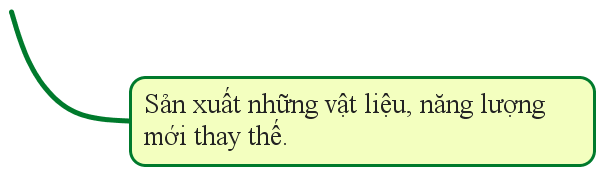 Sản xuất những vật liệu, năng lượng
mới thay thế.